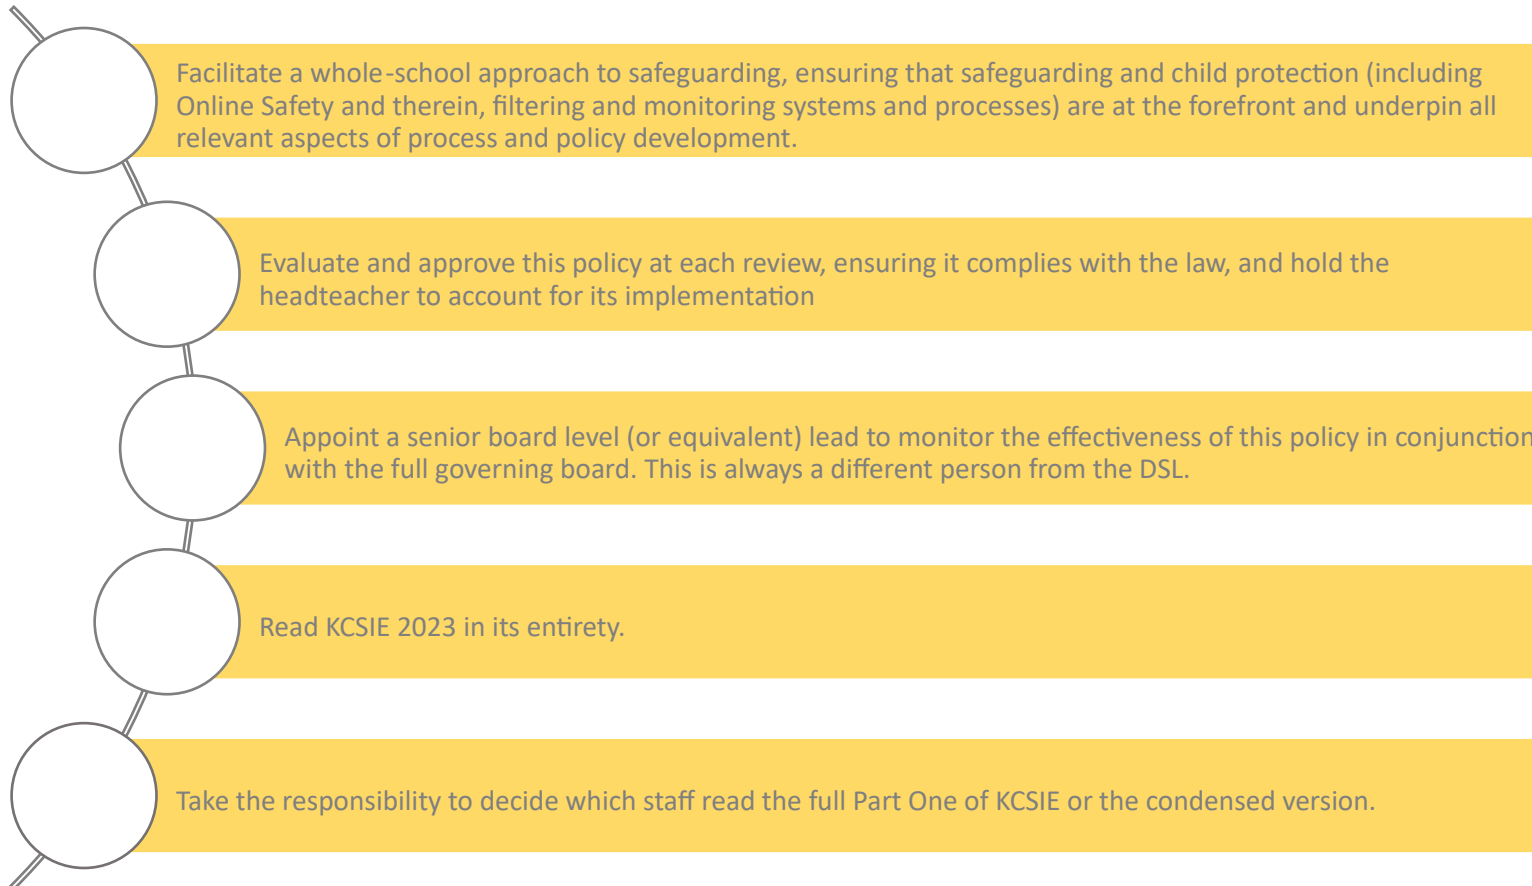 Facilitate a whole-school approach to safeguarding, ensuring that safeguarding and child protection (including
Online Safety and therein, filtering and monitoring systems and processes) are at the forefront and underpin all
relevant aspects of process and policy development.
Evaluate and approve this policy at each review, ensuring it complies with the law, and hold the
headteacher to account for its implementation
Appoint a senior board level (or equivalent) lead to monitor the effectiveness of this policy in conjunction
with the full governing board. This is always a different person from the DSL.
Read KCSIE 2023 in its entirety.
Take the responsibility to decide which staff read the full Part One of KCSIE or the condensed version.